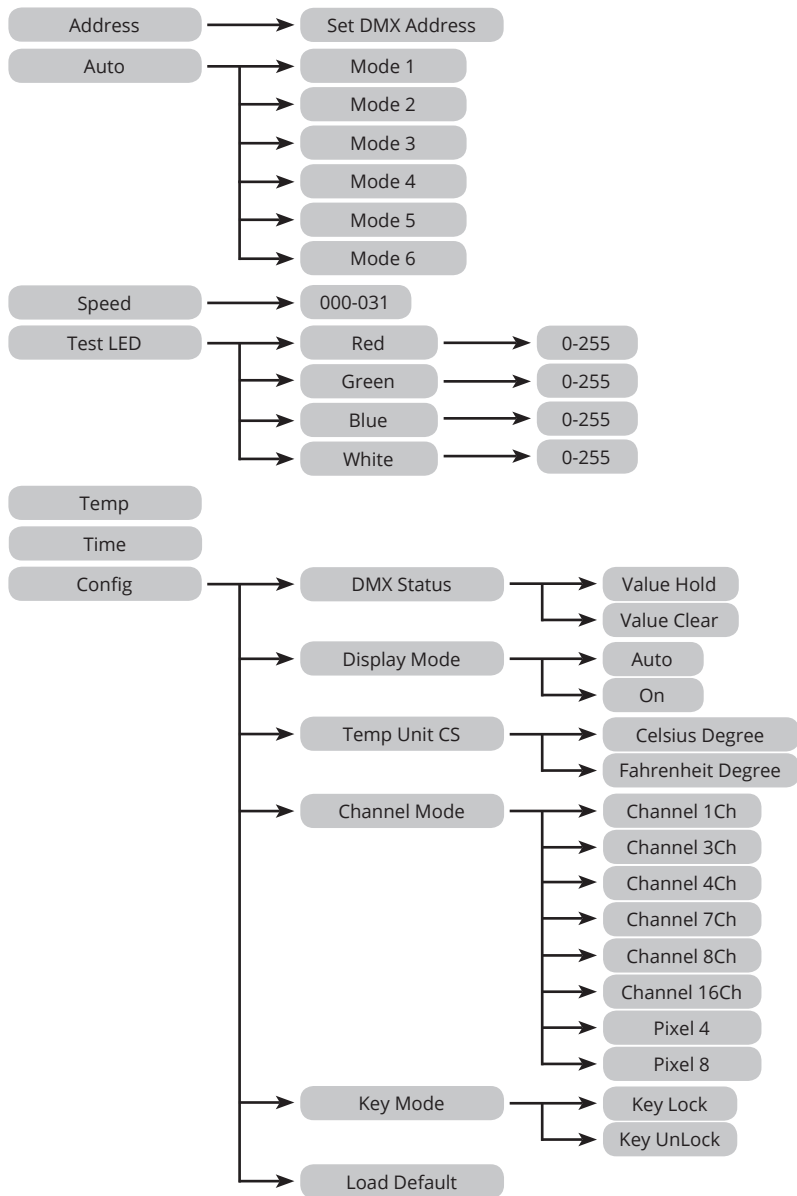 Address
Set DMX Address
Auto
Mode 1
Mode 2
Mode 3
Mode 4
Mode 5
Mode 6
Speed
000-031
Test LED
Red
0-255
Green
0-255
Blue
0-255
White
0-255
Temp
Time
Config
DMX Status
Value Hold
Value Clear
Display Mode
Auto
On
Temp Unit CS
Celsius Degree
Fahrenheit Degree
Channel Mode
Channel 1Ch
Channel 3Ch
Channel 4Ch
Channel 7Ch
Channel 8Ch
Channel 16Ch
Pixel 4
Pixel 8
Key Mode
Key Lock
Key UnLock
Load Default